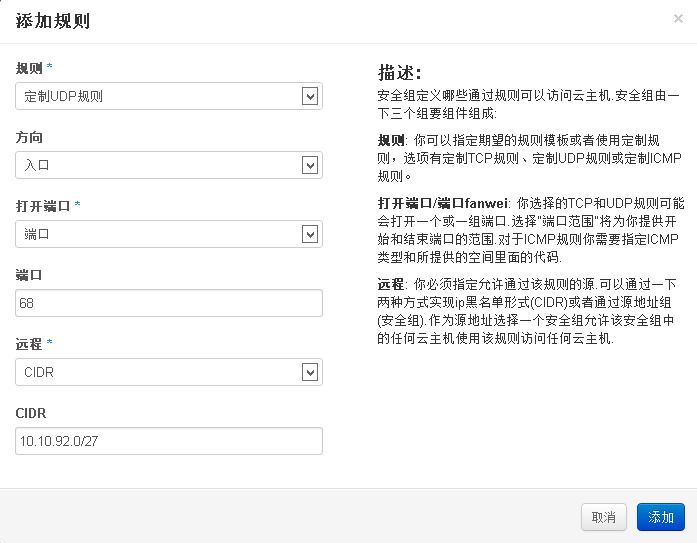 添加规则
×
规则 *
定制UDP规则
方向
入口
打开端口 *
端口
端口
68
远程 *
CIDR
CIDR
10.10.92.0/27
描述:
安全组定义哪些通过规则可以访问云主机.安全组由一
下三个组要组件组成:
规则: 你可以指定期望的规则模板或者使用定制规
则，选项有定制TCP规则、定制UDP规则或定制ICMP
规则。
打开端口/端口fanwei: 你选择的TCP和UDP规则可能
会打开一个或一组端口.选择"端口范围"将为你提供开
始和结束端口的范围.对于ICMP规则你需要指定ICMP
类型和所提供的空间里面的代码.
远程: 你必须指定允许通过该规则的源.可以通过一下
两种方式实现ip黑名单形式(CIDR)或者通过源地址组
(安全组).作为源地址选择一个安全组允许该安全组中
的任何云主机使用该规则访问任何云主机.
取消
添加